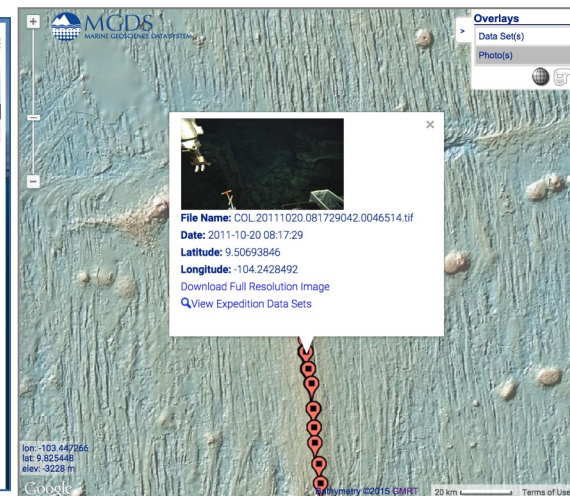 MGDS
MARINE GEOSCIENCE DATA SYSTEM
Overlays
>
Data Set(s)
Photo(s)
×
File Name: COL.20111020.081729042.0046514.tif
Date: 2011-10-20 08:17:29
Latitude: 9.50693846
Longitude: -104.2428492
Download Full Resolution Image
View Expedition Data Sets
lon: -103.447266
lat: 9.825448
elev: -3228 m
Google
Bathymetry ©2015 GMRT
20 km
Terms of Use